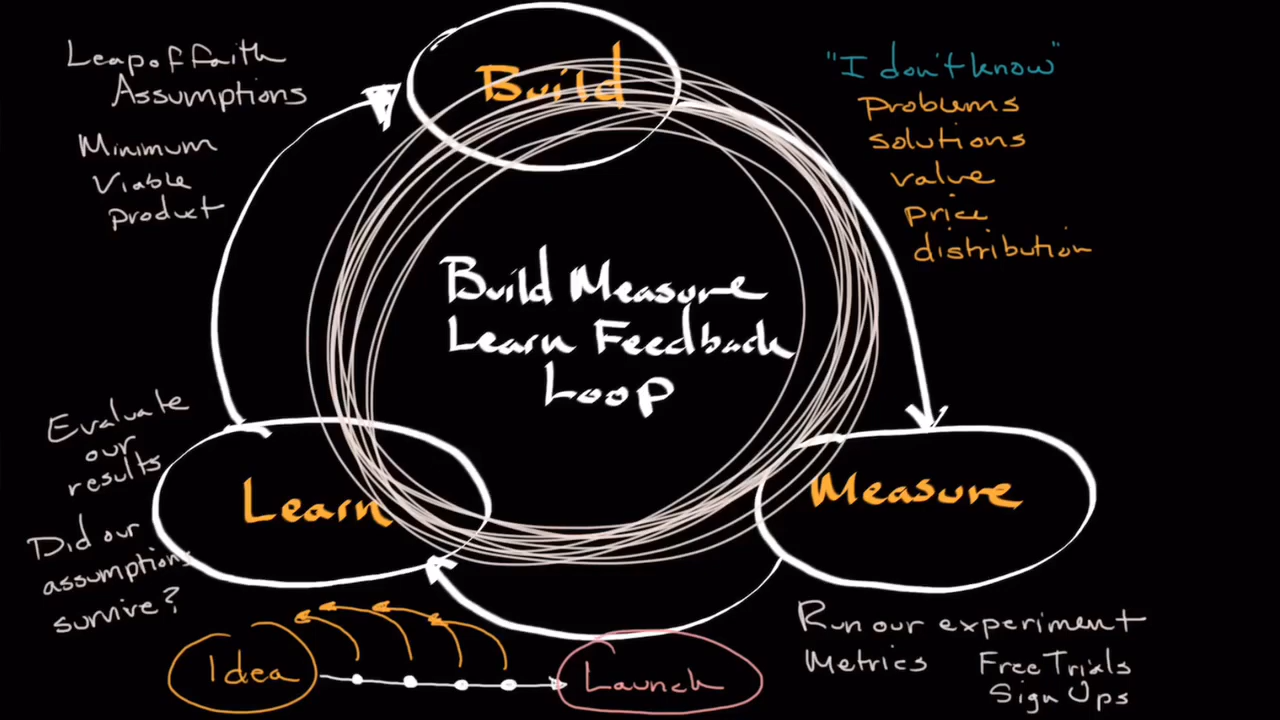 Leap of faith
Assumptions
Minimum
Viable
product
Build
"I don't know"
problems
solutions
value
price
distribution
Build Measure
Learn Feedback
Loop
Evaluate
our
results
Did our
assumptions
survive?
Learn
Measure
Run our experiment
Metrics
Free Trials
Sign Ups
Idea
Launch